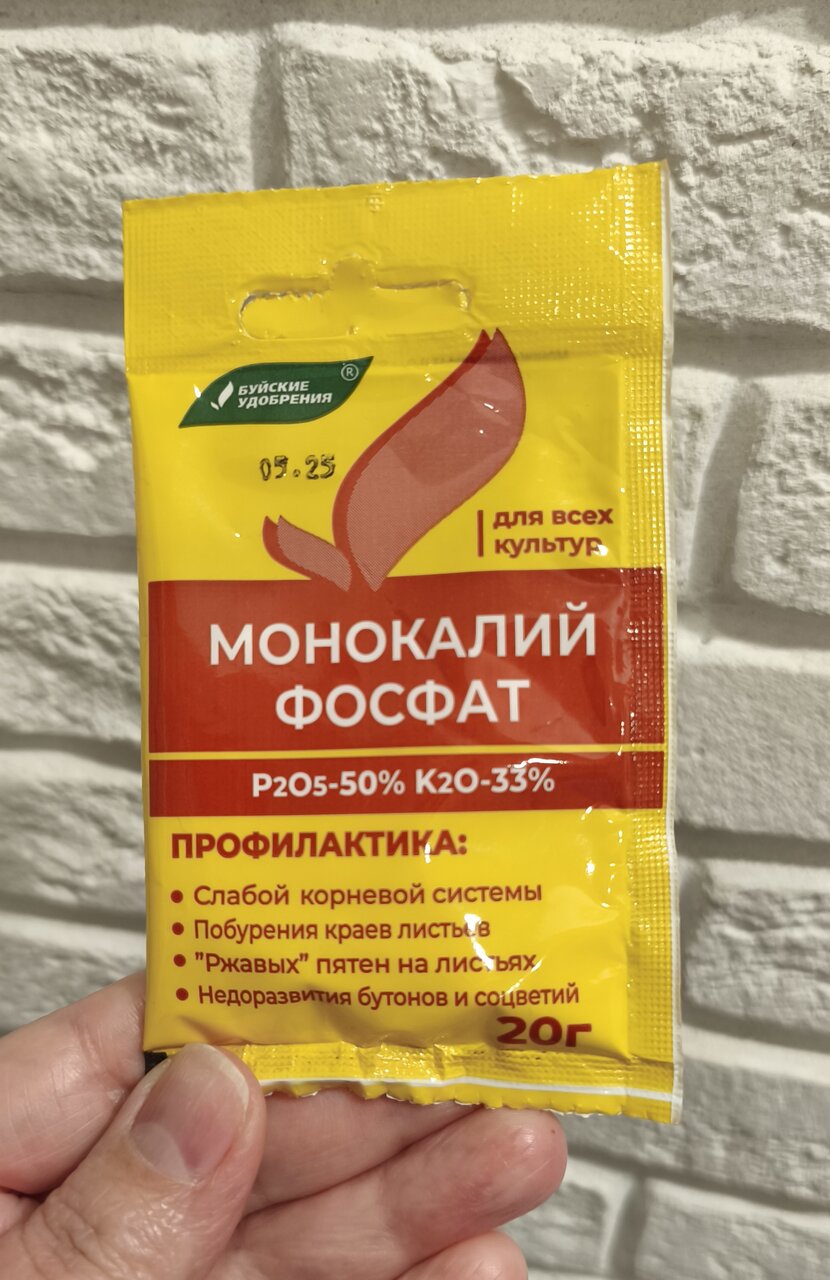 БУЙСКИЕ
УДОБРЕНИЯ
®
05.25
для всех
культур
МОНОКАЛИЙ
ФОСФАТ
P2O5-50% K2O-33%
ПРОФИЛАКТИКА:
• Слабой корневой системы
• Побурения краев листьев
• "Ржавых" пятен на листьях
• Недоразвития бутонов и соцветий
20г